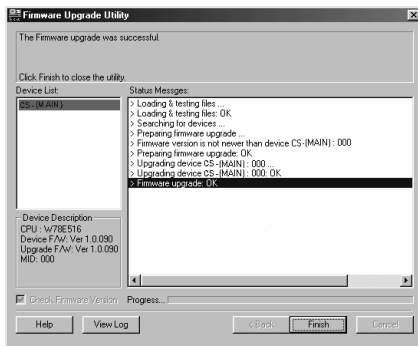 Firmware Upgrade Utility
The Firmware upgrade was successful.
Click Finish to close the utility.
Device List:
Status Messges:
CS-(MAIN)
> Loading & testing files ...
> Loading & testing files: OK
> Searching for devices ...
> Preparing firmware upgrade ...
> Firmware version is not newer than device CS-(MAIN) : 000
> Preparing firmware upgrade: OK
> Upgrading device CS-(MAIN) : 000 ...
> Upgrading device CS-(MAIN) : 000: OK
> Firmware upgrade: OK
Device Description
CPU : W78E516
Device F/W: Ver 1.0.090
Upgrade F/W: Ver 1.0.090
MID: 000
Check Firmware Version
Progress...
Help
View Log
< Back
Finish
Cancel